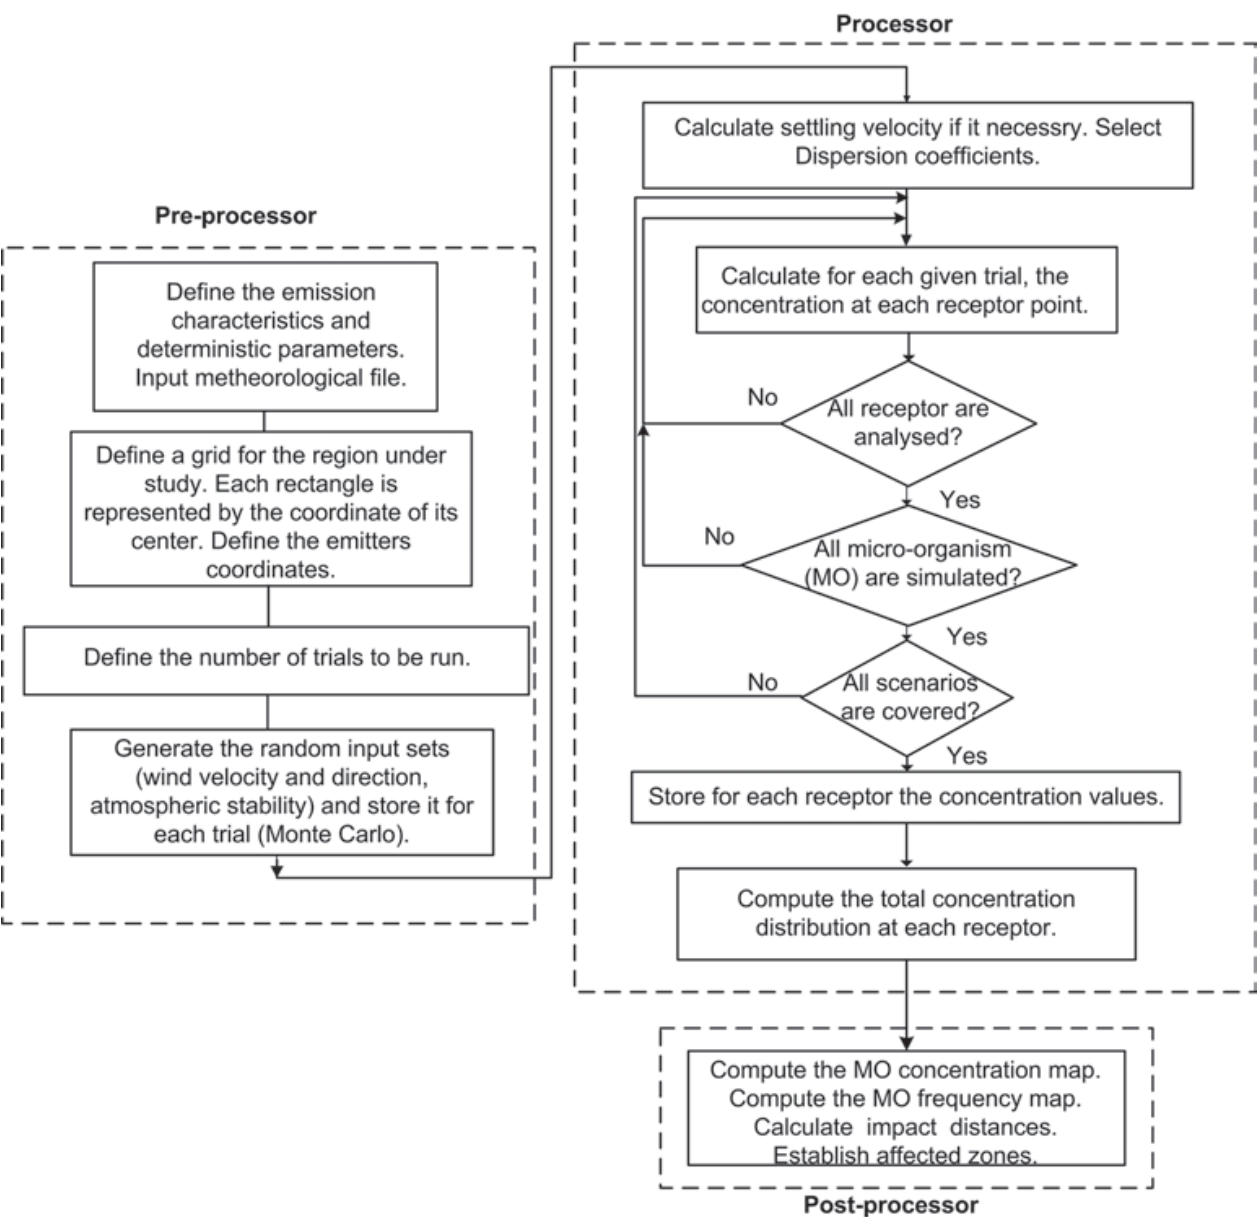 Pre-processor
Define the emission
characteristics and
deterministic parameters.
Input metheorological file.
Define a grid for the region under
study. Each rectangle is
represented by the coordinate of its
center. Define the emitters
coordinates.
Define the number of trials to be run.
Generate the random input sets
(wind velocity and direction,
atmospheric stability) and store it for
each trial (Monte Carlo).
Processor
Calculate settling velocity if it necessry. Select
Dispersion coefficients.
Calculate for each given trial, the
concentration at each receptor point.
No
All receptor are
analysed?
Yes
No
All micro-organism
(MO) are simulated?
Yes
No
All scenarios
are covered?
Yes
Store for each receptor the concentration values.
Compute the total concentration
distribution at each receptor.
Compute the MO concentration map.
Compute the MO frequency map.
Calculate impact distances.
Establish affected zones.
Post-processor